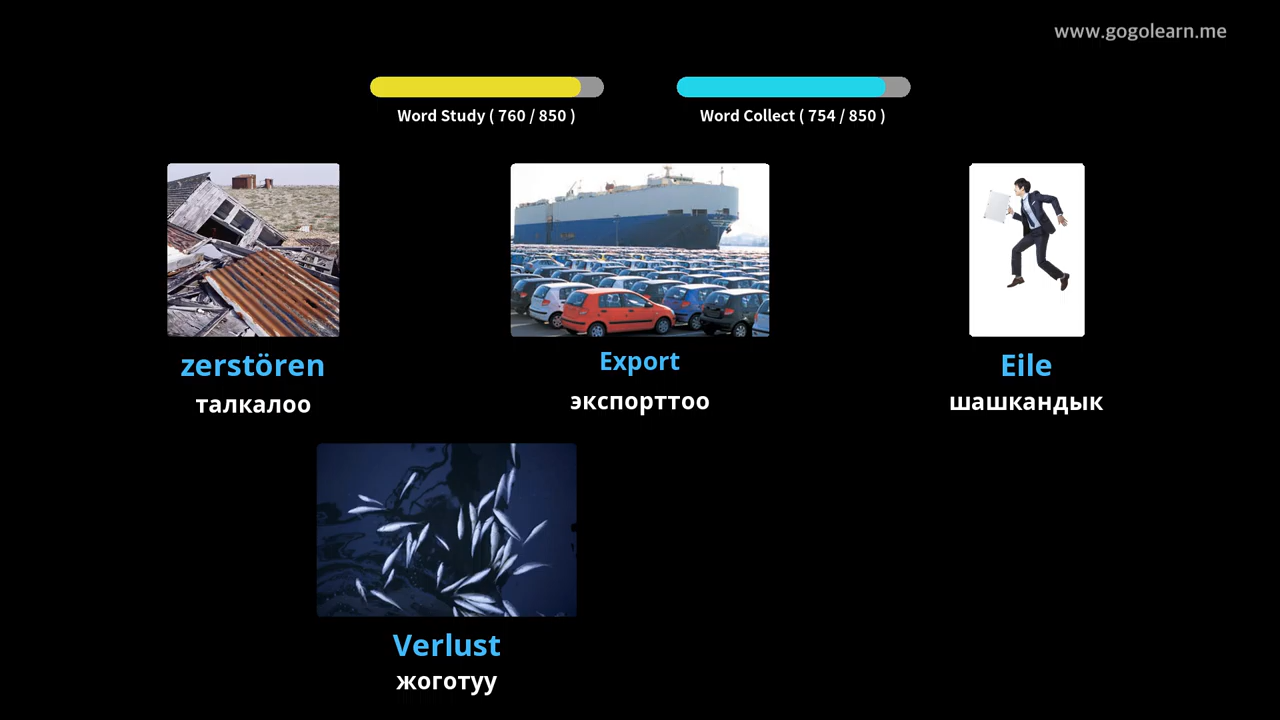 www.gogolearn.me
Word Study ( 760 / 850 )
Word Collect ( 754 / 850 )
zerstören
талкалоо
Export
экспорттоо
Eile
шашкандык
Verlust
жоготуу